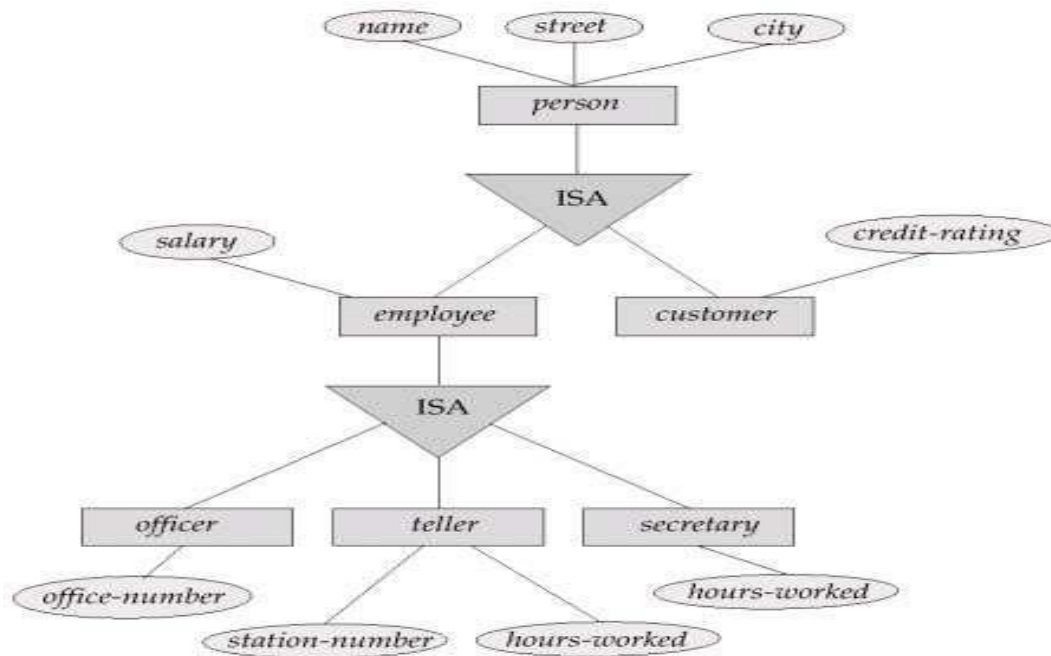 name
street
city
person
ISA
salary
credit-rating
employee
customer
ISA
officer
teller
secretary
office-number
hours-worked
station-number
hours-worked